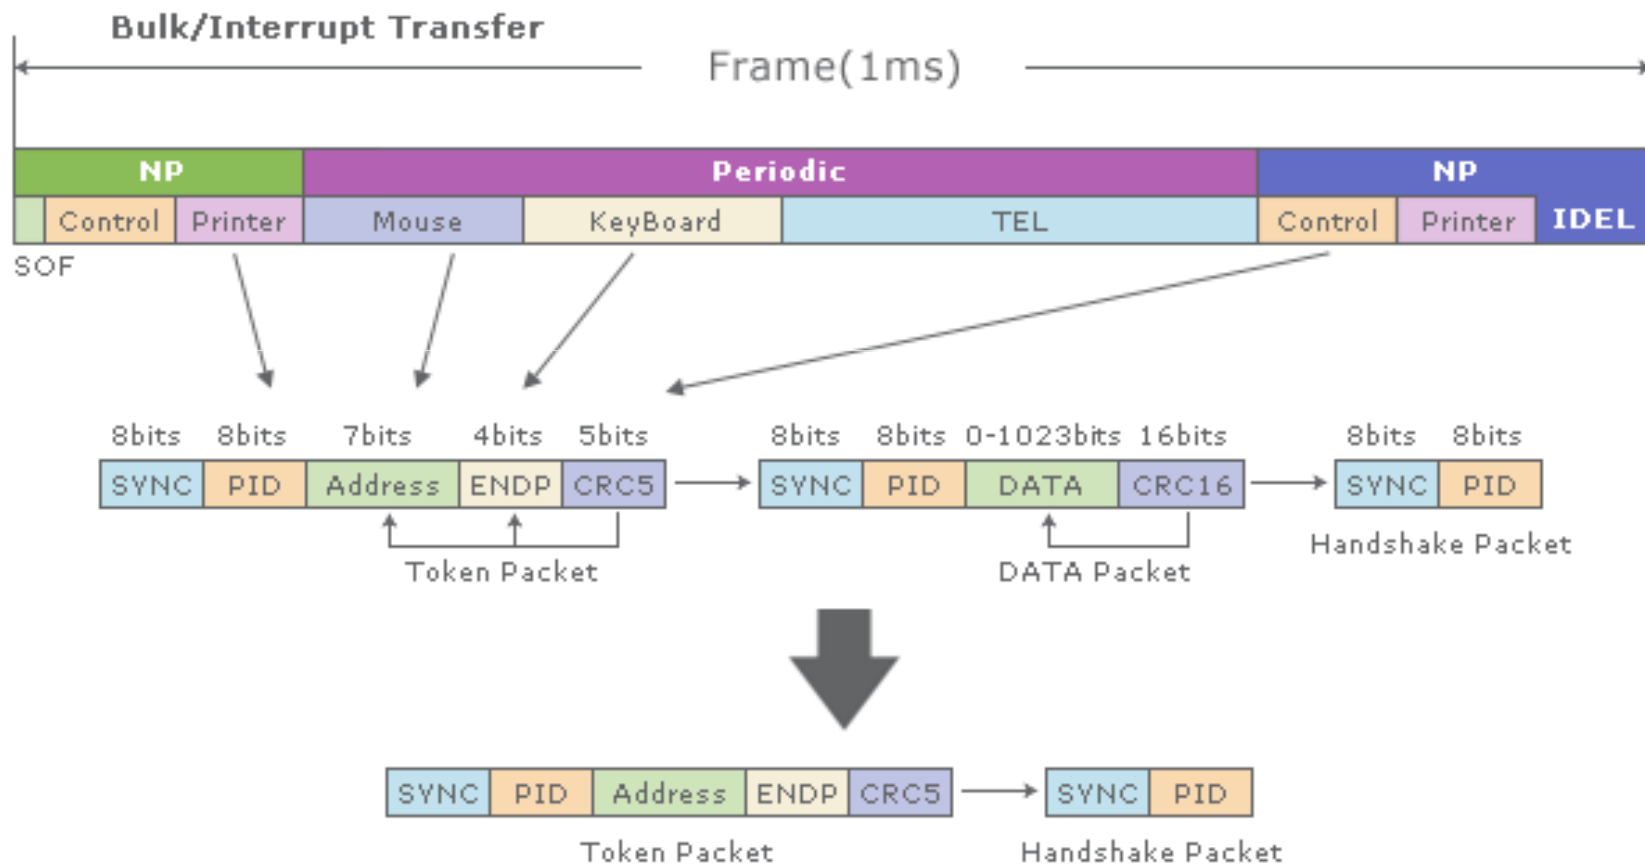 Bulk/Interrupt Transfer
Frame(1ms)
NP Periodic NP
Control Printer Mouse KeyBoard TEL Control Printer IDEL
SOF
8bits 8bits 7bits 4bits 5bits 8bits 8bits 0-1023bits 16bits 8bits 8bits
SYNC PID Address ENDP CRC5 SYNC PID DATA CRC16 SYNC PID
Token Packet DATA Packet Handshake Packet
SYNC PID Address ENDP CRC5 SYNC PID
Token Packet Handshake Packet